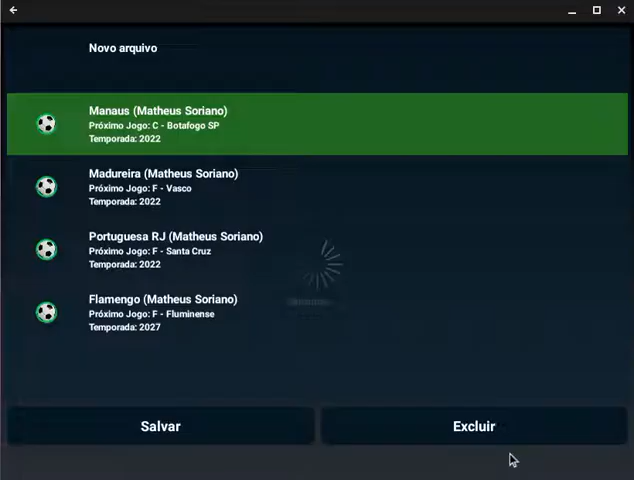 Novo arquivo
Manaus (Matheus Soriano)
Próximo Jogo: C - Botafogo SP
Temporada: 2022
Madureira (Matheus Soriano)
Próximo Jogo: F - Vasco
Temporada: 2022
Portuguesa RJ (Matheus Soriano)
Próximo Jogo: F - Santa Cruz
Temporada: 2022
Flamengo (Matheus Soriano)
Próximo Jogo: F - Fluminense
Temporada: 2027
Salvar
Excluir